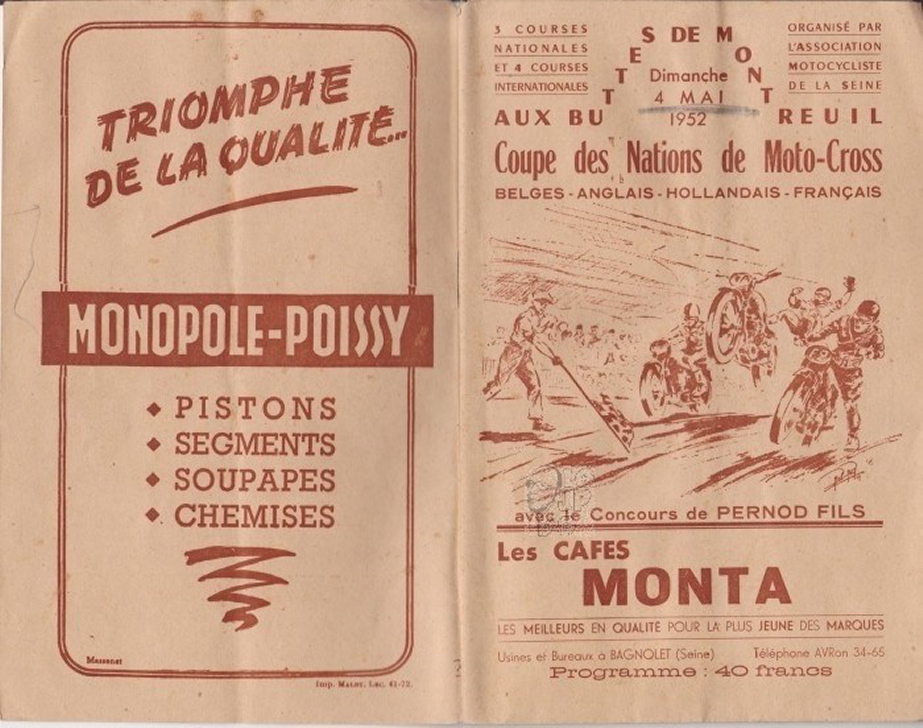 TRIOMPHE
DE LA QUALITÉ...
MONOPOLE-POISSY
◆ PISTONS
◆ SEGMENTS
◆ SOUPAPES
◆ CHEMISES
Massenet
Imp. MALBY, LEC. 61-72.
3 COURSES
NATIONALES
ET 4 COURSES
INTERNATIONALES
AUX BUTTES DE MONTREUIL
Dimanche
4 MAI
1952
ORGANISÉ PAR
L'ASSOCIATION
MOTOCYCLISTE
DE LA SEINE
Coupe des Nations de Moto-Cross
BELGES - ANGLAIS - HOLLANDAIS - FRANÇAIS
avec le Concours de PERNOD FILS
Les CAFES
MONTA
LES MEILLEURS EN QUALITÉ POUR LA PLUS JEUNE DES MARQUES
Usines et Bureaux à BAGNOLET (Seine) Téléphone AVRon 34-65
Programme : 40 francs